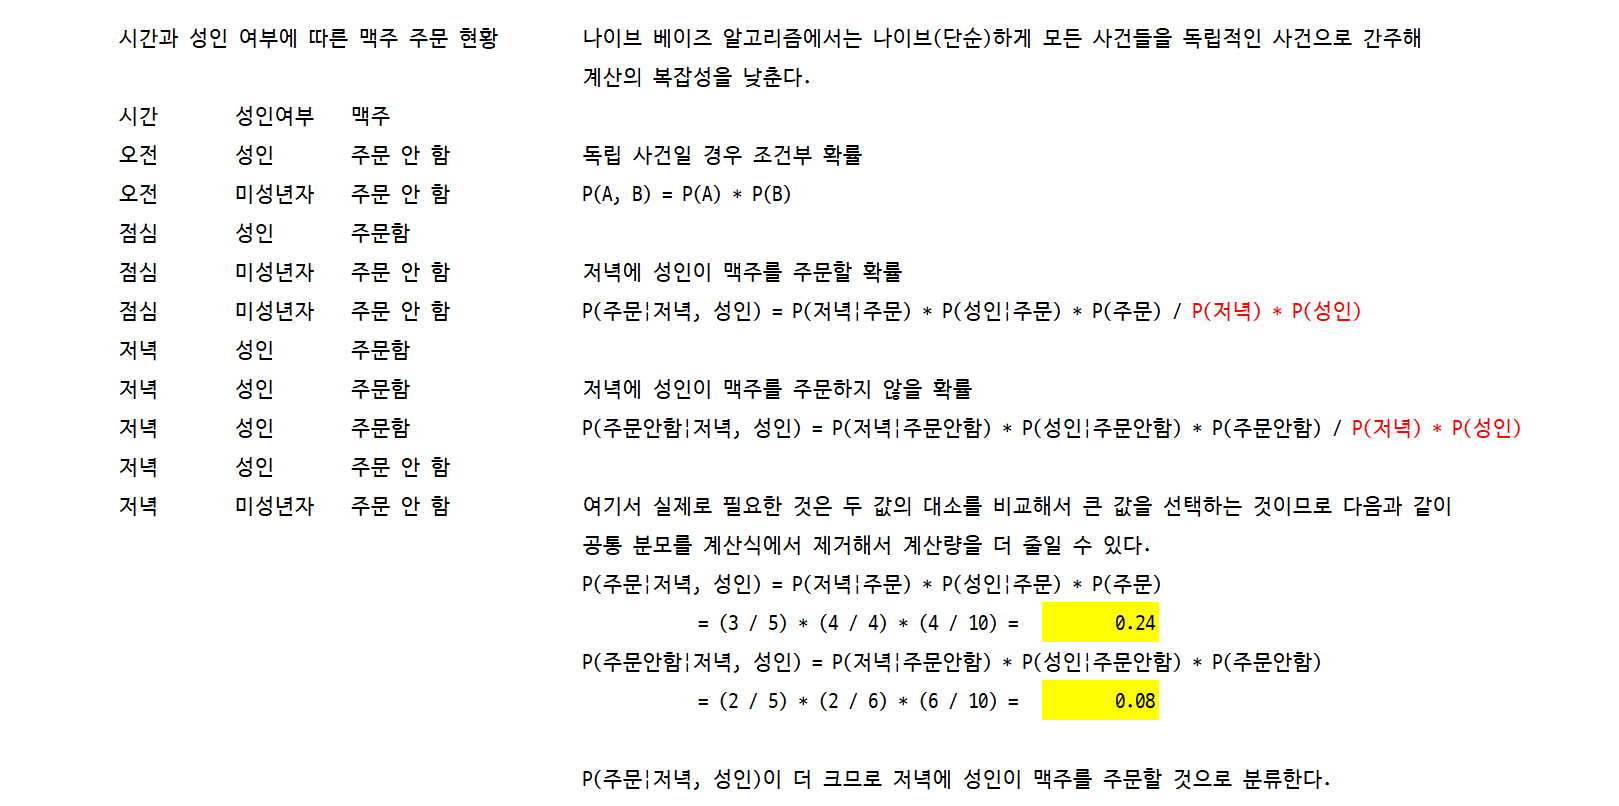 시간과 성인 여부에 따른 맥주 주문 현황
시간 성인여부 맥주
오전 성인 주문 안 함
오전 미성년자 주문 안 함
점심 성인 주문함
점심 미성년자 주문 안 함
점심 미성년자 주문 안 함
저녁 성인 주문함
저녁 성인 주문함
저녁 성인 주문함
저녁 성인 주문 안 함
저녁 미성년자 주문 안 함
나이브 베이즈 알고리즘에서는 나이브(단순)하게 모든 사건들을 독립적인 사건으로 간주해
계산의 복잡성을 낮춘다.
독립 사건일 경우 조건부 확률
P(A, B) = P(A) * P(B)
저녁에 성인이 맥주를 주문할 확률
P(주문|저녁, 성인) = P(저녁|주문) * P(성인|주문) * P(주문) / P(저녁) * P(성인)
저녁에 성인이 맥주를 주문하지 않을 확률
P(주문안함|저녁, 성인) = P(저녁|주문안함) * P(성인|주문안함) * P(주문안함) / P(저녁) * P(성인)
여기서 실제로 필요한 것은 두 값의 대소를 비교해서 큰 값을 선택하는 것이므로 다음과 같이
공통 분모를 계산식에서 제거해서 계산량을 더 줄일 수 있다.
P(주문|저녁, 성인) = P(저녁|주문) * P(성인|주문) * P(주문)
= (3 / 5) * (4 / 4) * (4 / 10) = 0.24
P(주문안함|저녁, 성인) = P(저녁|주문안함) * P(성인|주문안함) * P(주문안함)
= (2 / 5) * (2 / 6) * (6 / 10) = 0.08
P(주문|저녁, 성인)이 더 크므로 저녁에 성인이 맥주를 주문할 것으로 분류한다.